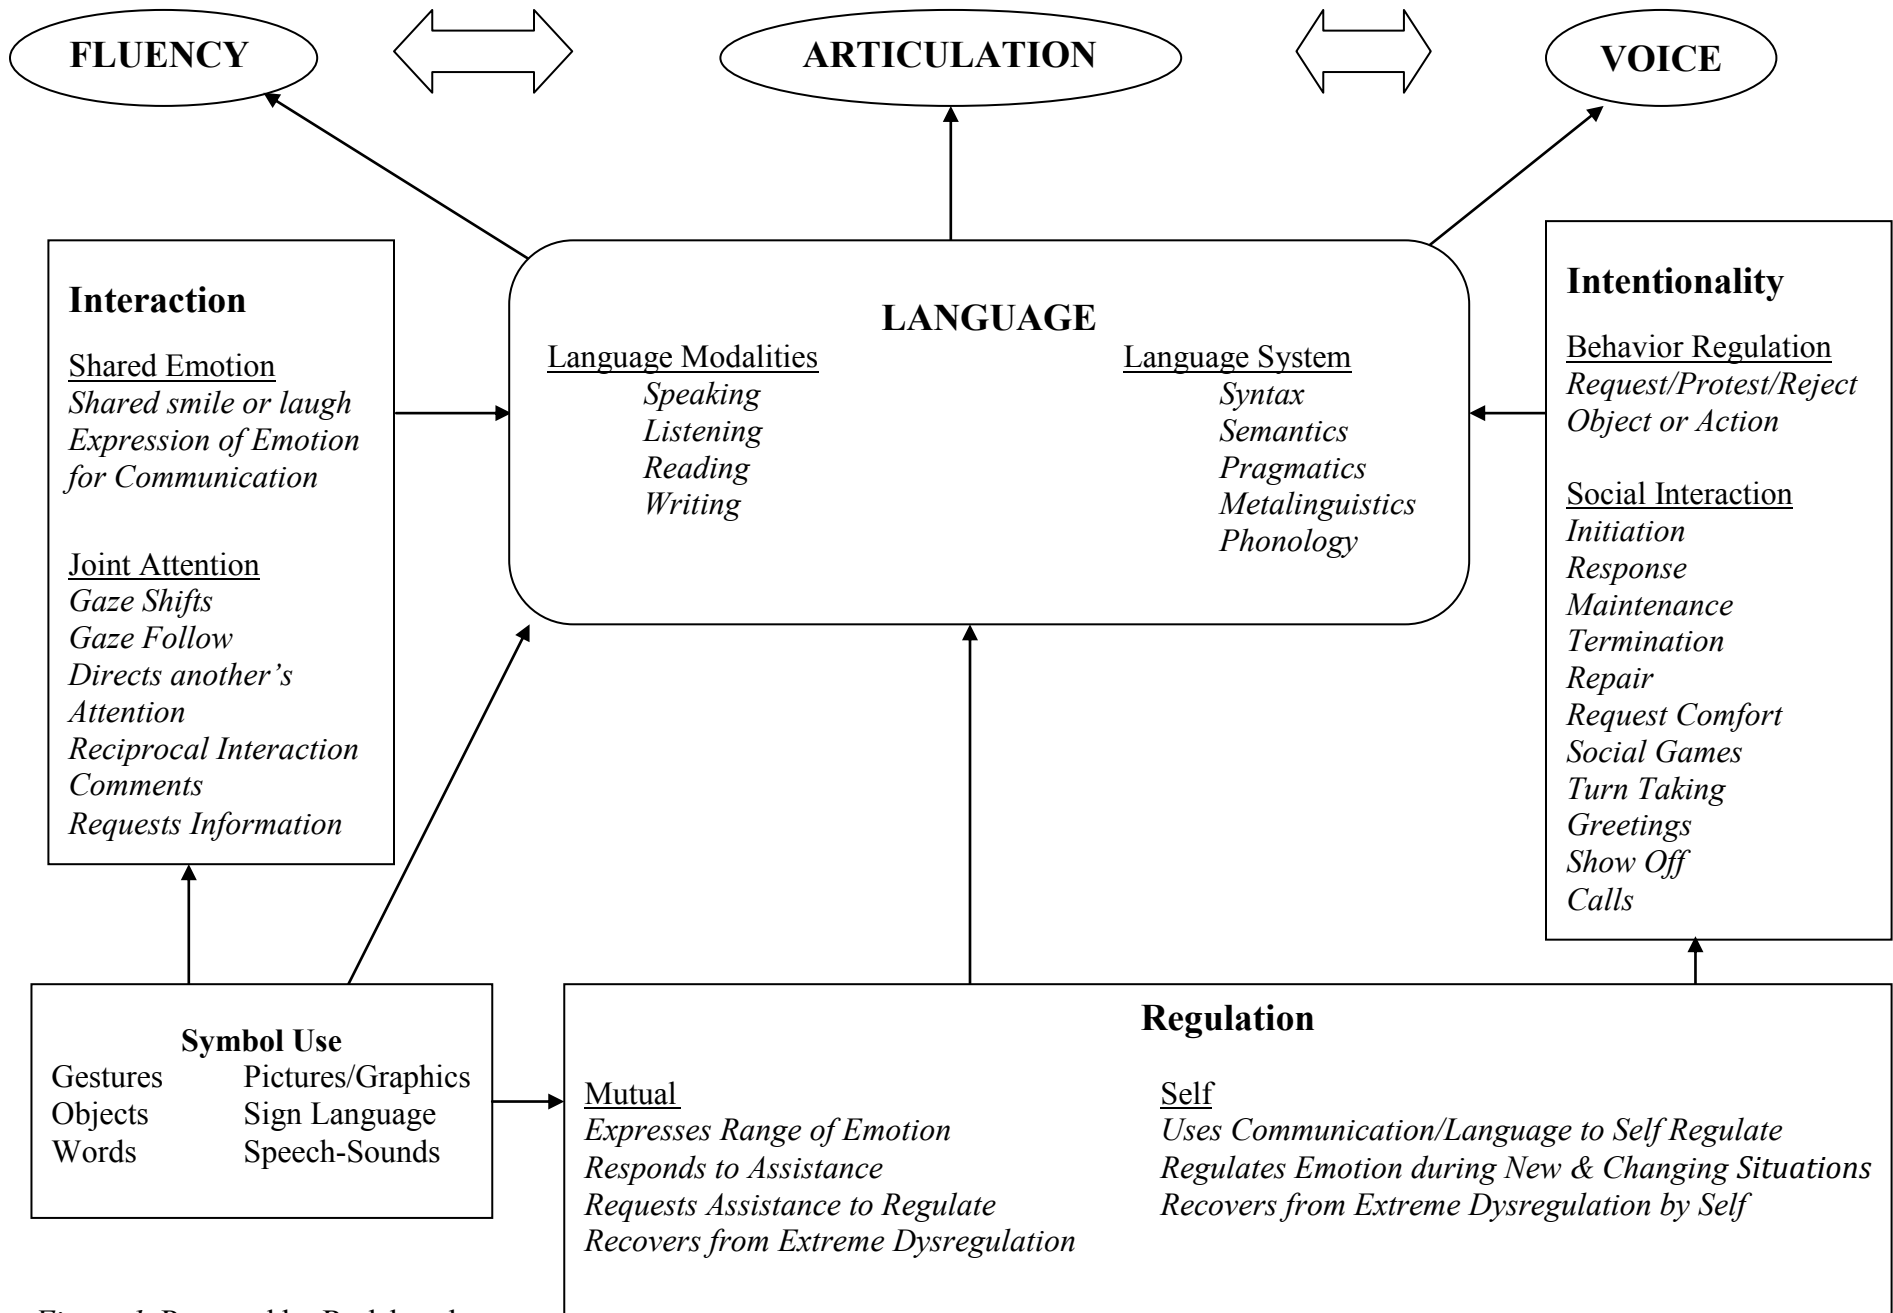 FLUENCY
ARTICULATION
VOICE
Interaction
Shared Emotion
Shared smile or laugh
Expression of Emotion
for Communication
Joint Attention
Gaze Shifts
Gaze Follow
Directs another’s
Attention
Reciprocal Interaction
Comments
Requests Information
LANGUAGE
Language Modalities
Speaking
Listening
Reading
Writing
Language System
Syntax
Semantics
Pragmatics
Metalinguistics
Phonology
Intentionality
Behavior Regulation
Request/Protest/Reject
Object or Action
Social Interaction
Initiation
Response
Maintenance
Termination
Repair
Request Comfort
Social Games
Turn Taking
Greetings
Show Off
Calls
Symbol Use
Gestures Pictures/Graphics
Objects Sign Language
Words Speech-Sounds
Regulation
Mutual
Expresses Range of Emotion
Responds to Assistance
Requests Assistance to Regulate
Recovers from Extreme Dysregulation
Self
Uses Communication/Language to Self Regulate
Regulates Emotion during New & Changing Situations
Recovers from Extreme Dysregulation by Self